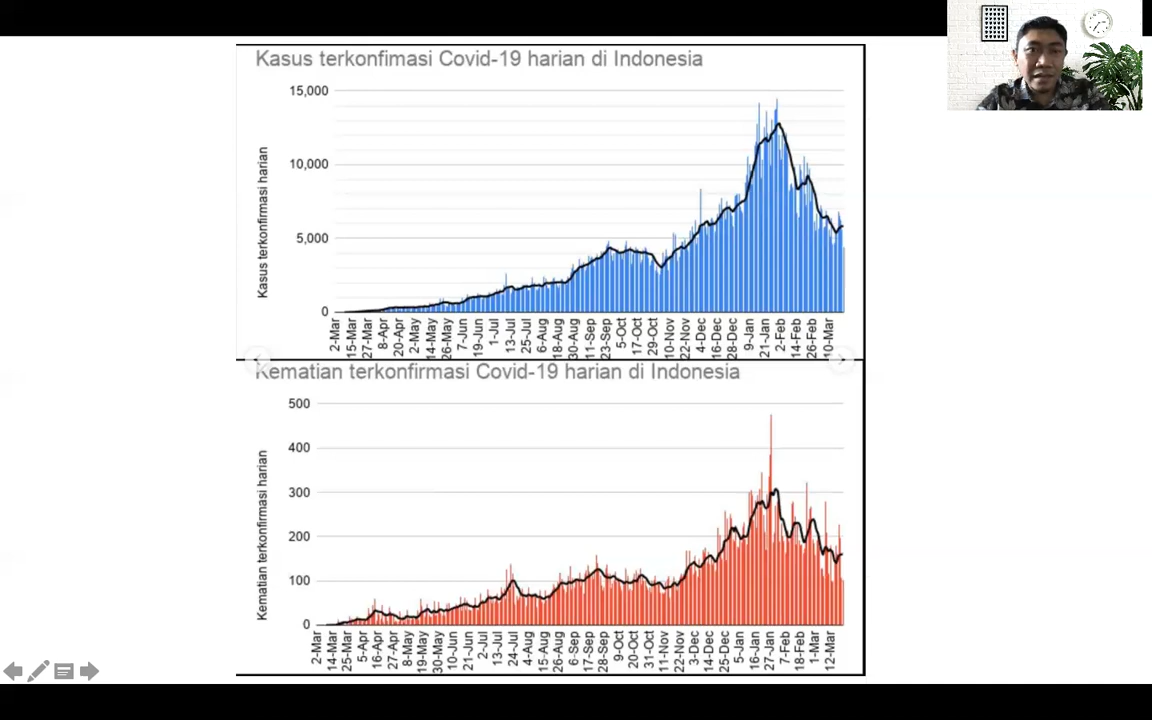 Kasus terkonfimasi Covid-19 harian di Indonesia
Kasus terkonfirmasi harian
15,000
10,000
5,000
0
2-Mar
15-Mar
27-Mar
8-Apr
20-Apr
2-May
14-May
26-May
7-Jun
19-Jun
1-Jul
13-Jul
25-Jul
6-Aug
18-Aug
30-Aug
11-Sep
23-Sep
5-Oct
17-Oct
29-Oct
10-Nov
22-Nov
4-Dec
16-Dec
28-Dec
9-Jan
21-Jan
2-Feb
14-Feb
26-Feb
10-Mar
Kematian terkonfirmasi Covid-19 harian di Indonesia
Kematian terkonfirmasi harian
500
400
300
200
100
0
2-Mar
14-Mar
25-Mar
5-Apr
16-Apr
27-Apr
8-May
19-May
30-May
10-Jun
21-Jun
2-Jul
13-Jul
24-Jul
4-Aug
15-Aug
26-Aug
6-Sep
17-Sep
28-Sep
9-Oct
20-Oct
31-Oct
11-Nov
22-Nov
3-Dec
14-Dec
25-Dec
5-Jan
16-Jan
27-Jan
7-Feb
18-Feb
1-Mar
12-Mar